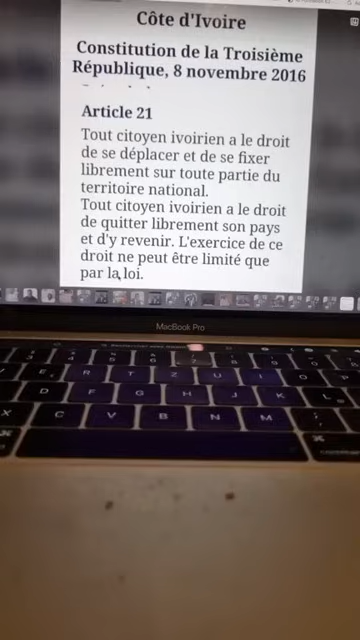 Côte d'Ivoire
Constitution de la Troisième
République, 8 novembre 2016
Article 21
Tout citoyen ivoirien a le droit
de se déplacer et de se fixer
librement sur toute partie du
territoire national.
Tout citoyen ivoirien a le droit
de quitter librement son pays
et d'y revenir. L'exercice de ce
droit ne peut être limité que
par la loi.
MacBook Pro
E R T Z U I O P
D F G H J K L
X C V B N M